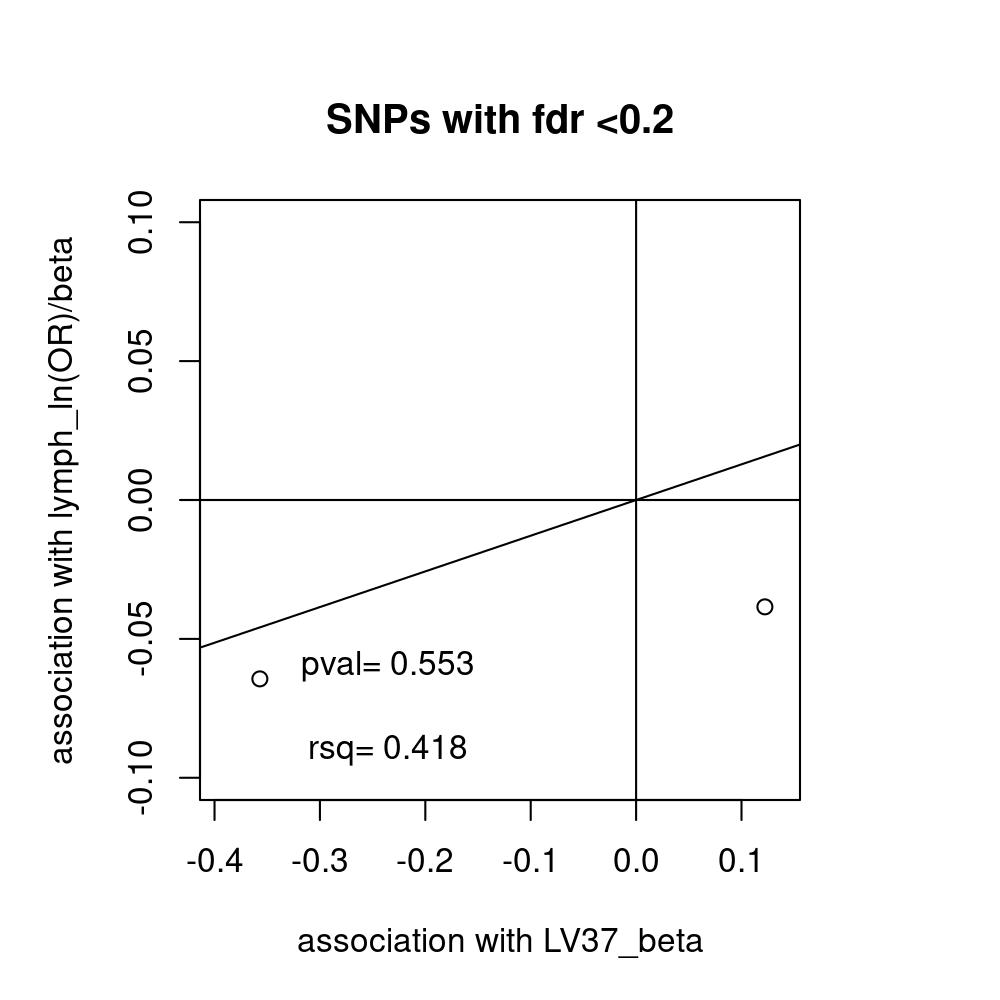 SNPs with fdr <0.2
association with lymph_ln(OR)/beta
0.10
0.05
0.00
-0.05
-0.10
pval= 0.553
rsq= 0.418
-0.4 -0.3 -0.2 -0.1 0.0 0.1
association with LV37_beta